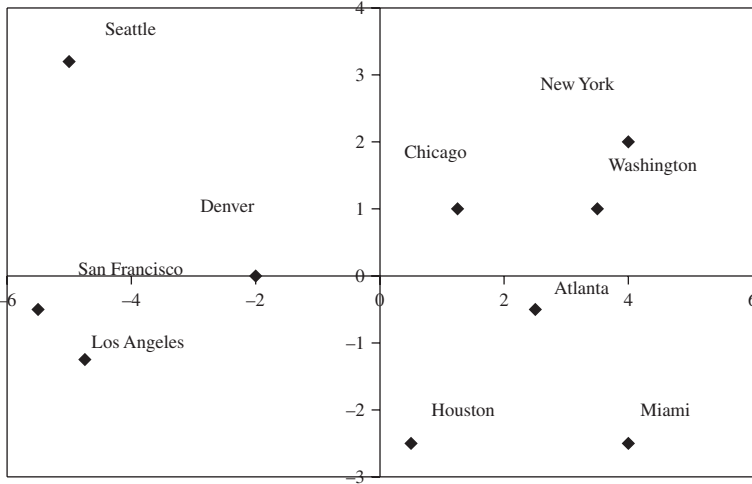 4
Seattle
3
New York
2
Chicago
Washington
Denver
1
San Francisco
0
–6
–4
–2
0
2
4
6
Atlanta
Los Angeles
–1
Houston
Miami
–2
–3